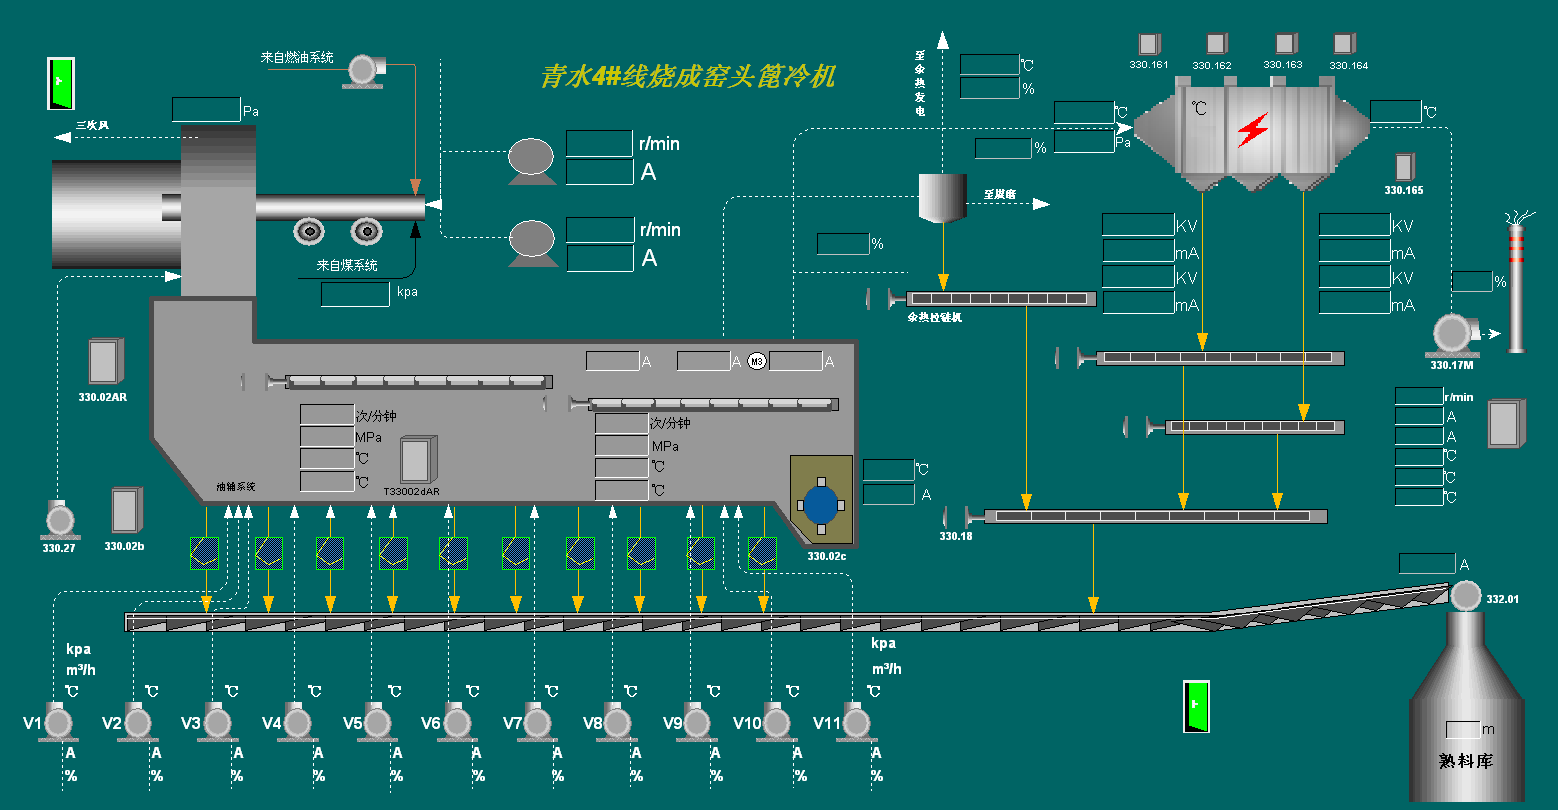 青水4#线烧成窑头篦冷机
来自燃油系统
Pa
三次风
来自煤系统
kpa
r/min
A
r/min
A
至余热发电
℃
%
℃
Pa
%
330.161
330.162
330.163
330.164
℃
℃
330.165
至煤磨
%
KV
mA
KV
mA
KV
mA
KV
mA
%
余热拉链机
330.17M
330.02AR
A
A
M3
A
次/分钟
MPa
℃
℃
T33002dAR
次/分钟
MPa
℃
℃
油辅系统
℃
A
330.02c
r/min
A
A
℃
℃
℃
330.27
330.02b
330.18
A
332.01
kpa
m³/h
kpa
m³/h
℃ ℃ ℃ ℃ ℃ ℃ ℃ ℃ ℃ ℃ ℃
V1 V2 V3 V4 V5 V6 V7 V8 V9 V10 V11
A A A A A A A A A A A
% % % % % % % % % % %
m
熟料库